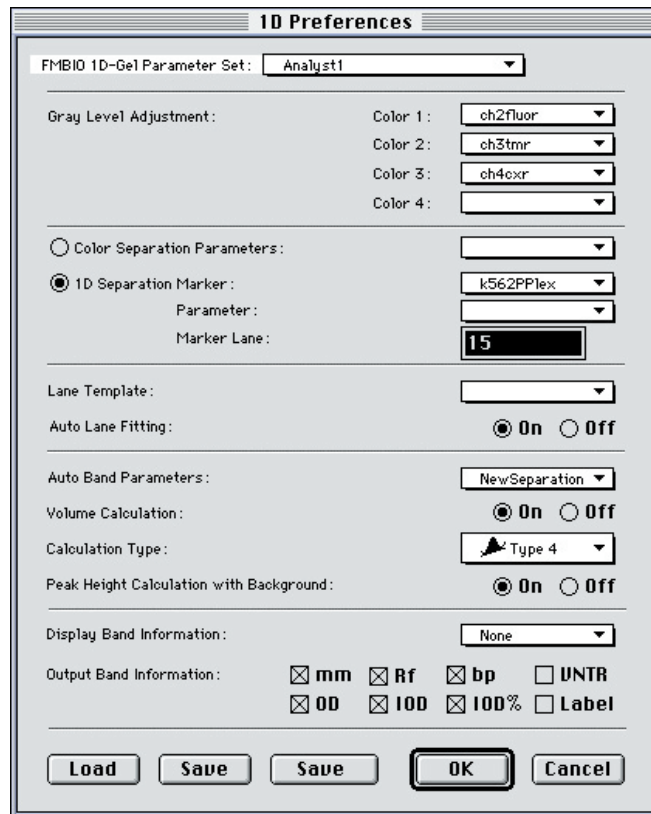 1D Preferences
FMBIO 1D-Gel Parameter Set: Analyst1
Gray Level Adjustment: Color 1: ch2fluor
Color 2: ch3tmr
Color 3: ch4cxr
Color 4:
Color Separation Parameters:
1D Separation Marker: k562PPlex
Parameter:
Marker Lane: 15
Lane Template:
Auto Lane Fitting: On Off
Auto Band Parameters: NewSeparation
Volume Calculation: On Off
Calculation Type: Type 4
Peak Height Calculation with Background: On Off
Display Band Information: None
Output Band Information: mm Rf bp VNTR
OD IOD IOD% Label
Load Save Save OK Cancel